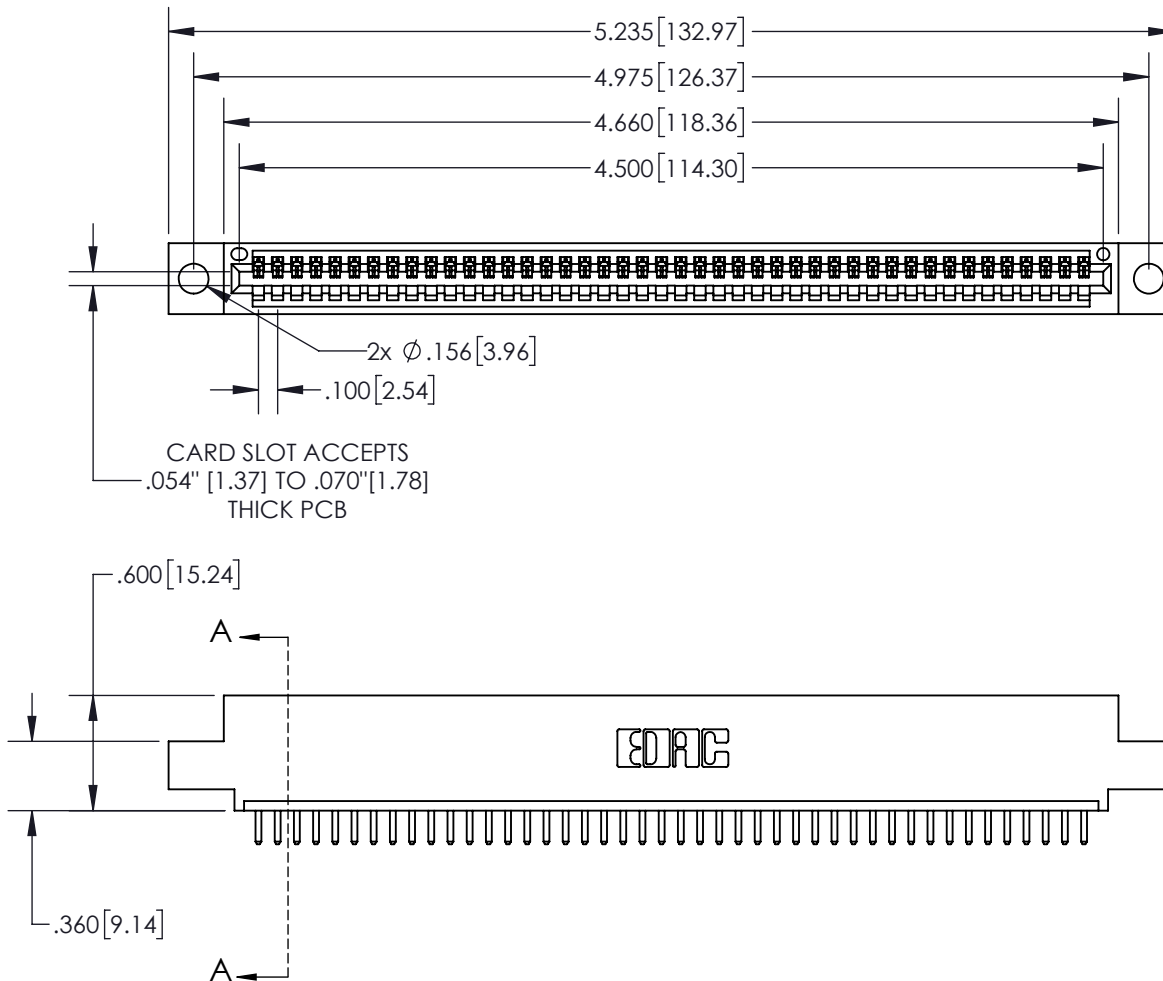 5.235[132.97]
4.975[126.37]
4.660[118.36]
4.500[114.30]
2x Ø.156[3.96]
.100[2.54]
CARD SLOT ACCEPTS
.054" [1.37] TO .070"[1.78]
THICK PCB
.600[15.24]
A
EDAC
.360[9.14]
A